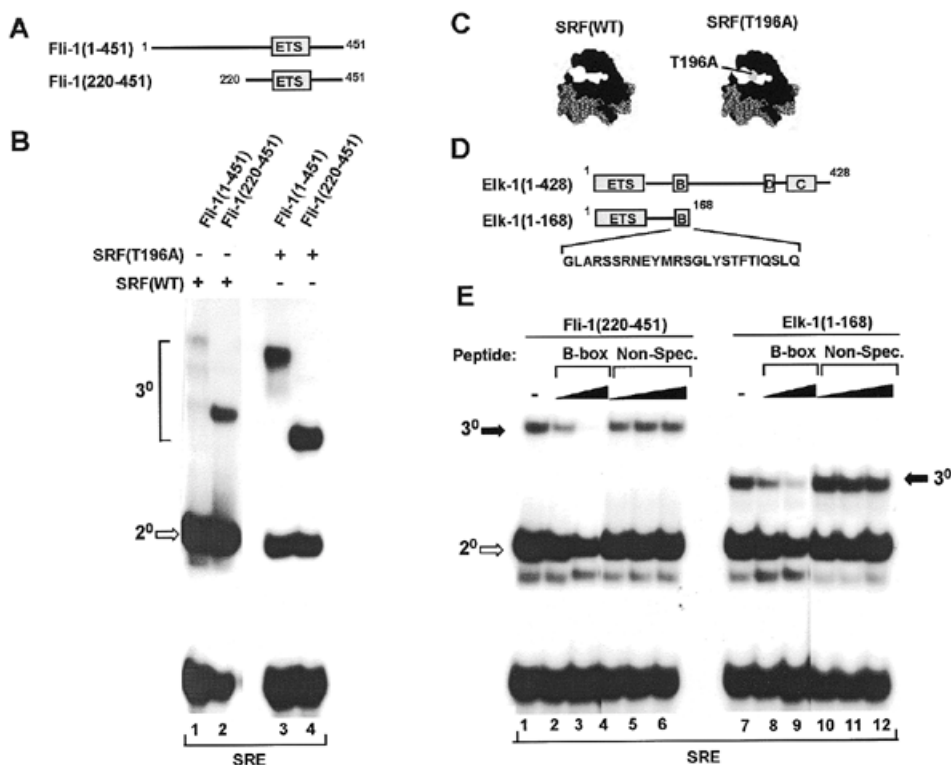 A
Fli-1(1-451) 1 ETS 451
Fli-1(220-451) 220 ETS 451
B
Fli-1(1-451)
Fli-1(220-451)
Fli-1(1-451)
Fli-1(220-451)
SRF(T196A) - - + +
SRF(WT) + + - -
3⁰
2⁰
1 2 3 4
SRE
C
SRF(WT) SRF(T196A)
T196A
D
Elk-1(1-428) 1 ETS B D C 428
Elk-1(1-168) 1 ETS B 168
GLARSSRNEYMRSGLYSTFTIQSLQ
E
Fli-1(220-451) Elk-1(1-168)
Peptide: B-box Non-Spec. B-box Non-Spec.
- -
3⁰ 3⁰
2⁰
1 2 3 4 5 6 7 8 9 10 11 12
SRE